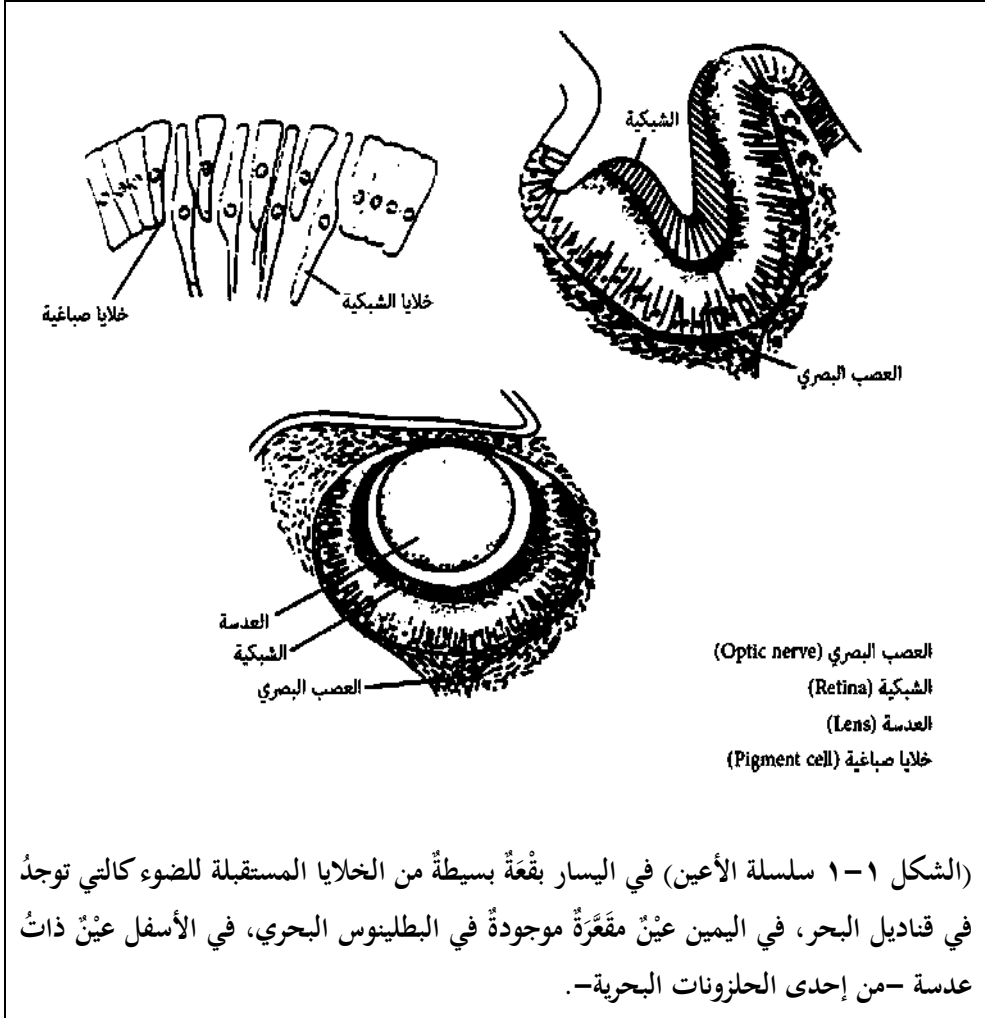 خلايا صباغية
خلايا الشبكية
الشبكية
العصب البصري
العدسة
الشبكية
العصب البصري
العصب البصري (Optic nerve)
الشبكية (Retina)
العدسة (Lens)
خلايا صباغية (Pigment cell)
(الشكل ١-١ سلسلة الأعين) في اليسار بقْعَةٌ بسيطةٌ من الخلايا المستقبلة للضوء كالتي توجدُ
في قناديل البحر، في اليمين عيْنٌ مقَعَّرَةٌ موجودةٌ في البطلينوس البحري، في الأسفل عيْنٌ ذاتُ
عدسة -من إحدى الحلزونات البحرية-.